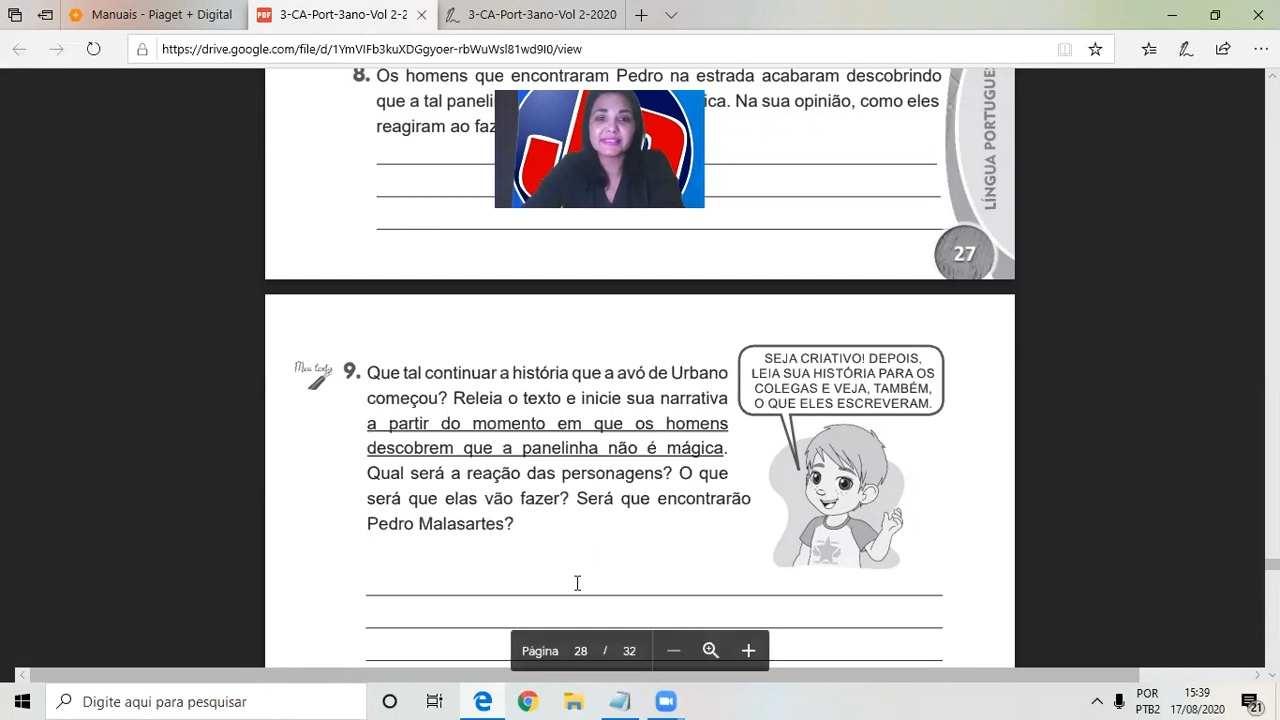 Manuais - Piaget + Digital
PDF
3-CA-Port-3ano-Vol 2-2
3-CA-Port-3ano-Vol 2-2020
https://drive.google.com/file/d/1YmVIFb3kuXDGgyoer-rbWuWsl81wd9I0/view
8. Os homens que encontraram Pedro na estrada acabaram descobrindo
que a tal paneli ica. Na sua opinião, como eles
reagiram ao faz
LÍNGUA PORTUGUES
27
Meu texto
9. Que tal continuar a história que a avó de Urbano
começou? Releia o texto e inicie sua narrativa
a partir do momento em que os homens
descobrem que a panelinha não é mágica.
Qual será a reação das personagens? O que
será que elas vão fazer? Será que encontrarão
Pedro Malasartes?
SEJA CRIATIVO! DEPOIS,
LEIA SUA HISTÓRIA PARA OS
COLEGAS E VEJA, TAMBÉM,
O QUE ELES ESCREVERAM.
Página 28 / 32
Digite aqui para pesquisar
POR
PTB2
15:39
17/08/2020
21